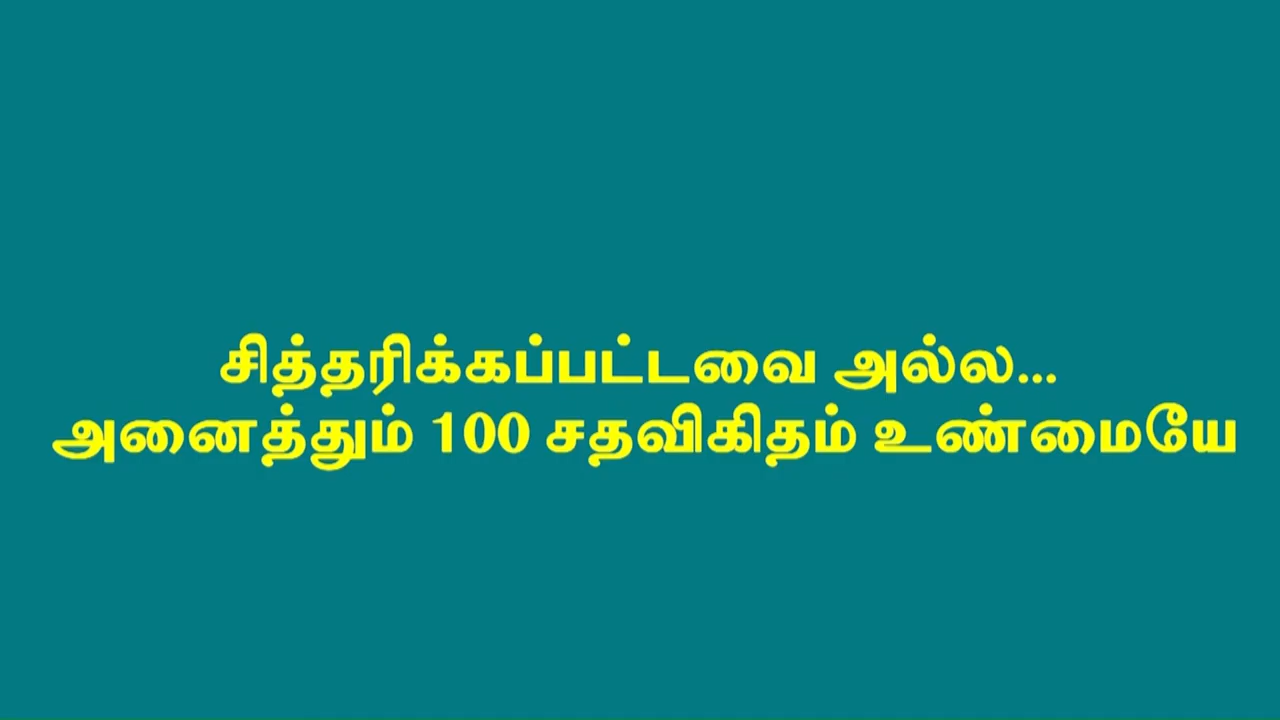 சித்தரிக்கப்பட்டவை அல்ல...
அனைத்தும் 100 சதவிகிதம் உண்மையே